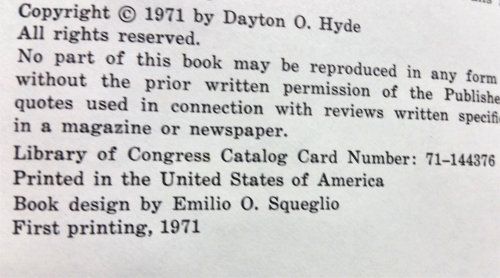 Copyright © 1971 by Dayton O. Hyde
All rights reserved.
No part of this book may be reproduced in any form
without the prior written permission of the Publishe
quotes used in connection with reviews written specifi
in a magazine or newspaper.
Library of Congress Catalog Card Number: 71–144376
Printed in the United States of America
Book design by Emilio O. Squeglio
First printing, 1971